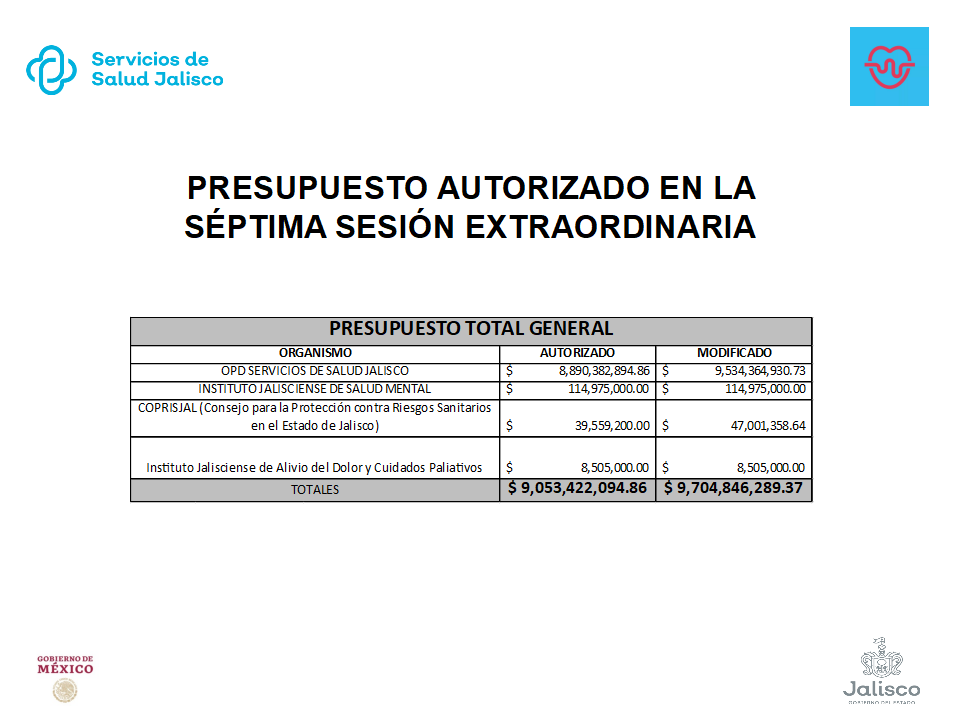 Servicios de
Salud Jalisco
PRESUPUESTO AUTORIZADO EN LA
SÉPTIMA SESIÓN EXTRAORDINARIA
PRESUPUESTO TOTAL GENERAL
ORGANISMO AUTORIZADO MODIFICADO
OPD SERVICIOS DE SALUD JALISCO $ 8,890,382,894.86 $ 9,534,364,930.73
INSTITUTO JALISCIENSE DE SALUD MENTAL $ 114,975,000.00 $ 114,975,000.00
COPRISJAL (Consejo para la Protección contra Riesgos Sanitarios
en el Estado de Jalisco) $ 39,559,200.00 $ 47,001,358.64
Instituto Jalisciense de Alivio del Dolor y Cuidados Paliativos $ 8,505,000.00 $ 8,505,000.00
TOTALES $ 9,053,422,094.86 $ 9,704,846,289.37
GOBIERNO DE
MÉXICO
Jalisco
GOBIERNO DEL ESTADO